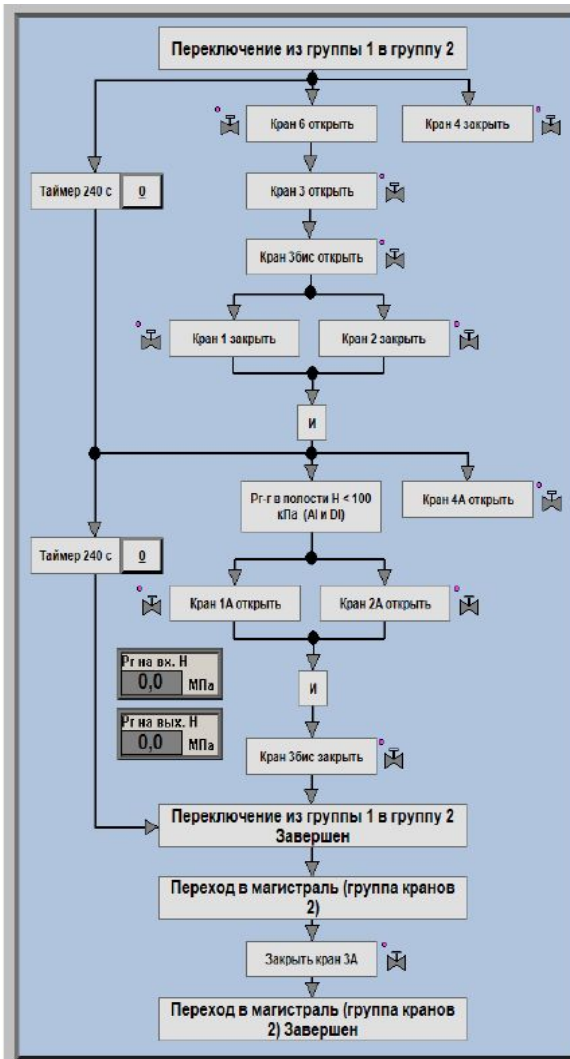 Переключение из группы 1 в группу 2
Кран 6 открыть
Кран 4 закрыть
Таймер 240 с
0
Кран 3 открыть
Кран 3бис открыть
Кран 1 закрыть
Кран 2 закрыть
И
Рг-г в полости Н < 100
кПа (AI и DI)
Кран 4А открыть
Таймер 240 с
0
Кран 1А открыть
Кран 2А открыть
Рг на вх. Н
0,0 МПа
И
Рг на вых. Н
0,0 МПа
Кран 3бис закрыть
Переключение из группы 1 в группу 2
Завершен
Переход в магистраль (группа кранов
2)
Закрыть кран 3А
Переход в магистраль (группа кранов
2) Завершен